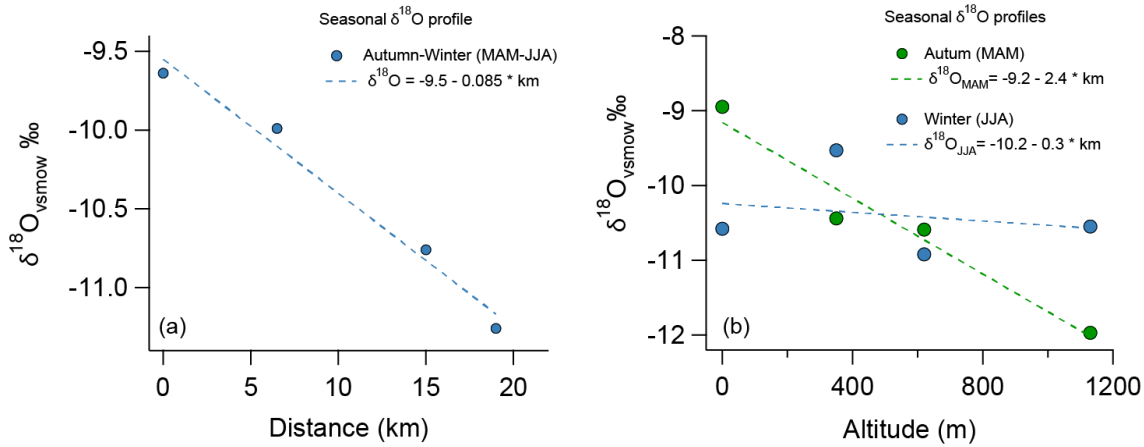 Seasonal δ¹⁸O profile
Autumn-Winter (MAM-JJA)
δ¹⁸O = -9.5 - 0.085 * km
δ¹⁸Ovsmow ‰
-9.5
-10.0
-10.5
-11.0
(a)
0 5 10 15 20
Distance (km)
Seasonal δ¹⁸O profiles
Autum (MAM)
δ¹⁸OMAM= -9.2 - 2.4 * km
Winter (JJA)
δ¹⁸OJJA= -10.2 - 0.3 * km
δ¹⁸Ovsmow ‰
-8
-9
-10
-11
-12
(b)
0 400 800 1200
Altitude (m)